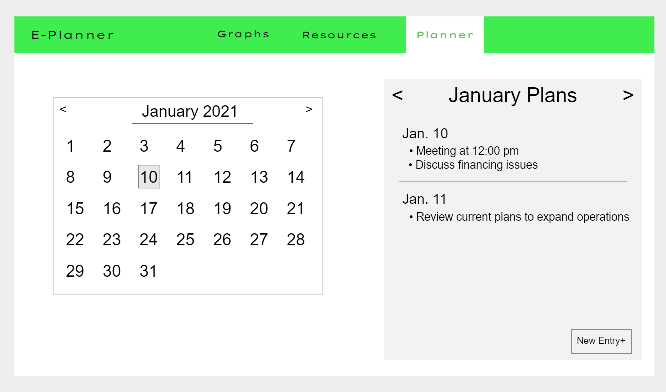 E-Planner Graphs Resources Planner
< January 2021 >
1 2 3 4 5 6 7
8 9 10 11 12 13 14
15 16 17 18 19 20 21
22 23 24 25 26 27 28
29 30 31
< January Plans >
Jan. 10
• Meeting at 12:00 pm
• Discuss financing issues
Jan. 11
• Review current plans to expand operations
New Entry+